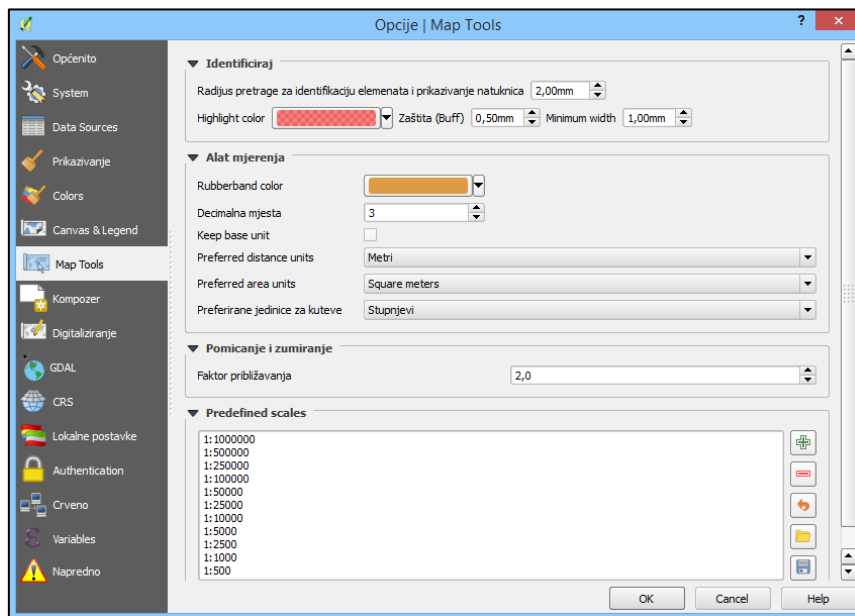 Opcije | Map Tools
?
Općenito
System
Data Sources
Prikazivanje
Colors
Canvas & Legend
Map Tools
Kompozer
Digitaliziranje
GDAL
CRS
Lokalne postavke
Authentication
Crveno
Variables
Napredno
Identificiraj
Radijus pretrage za identifikaciju elemenata i prikazivanje natuknica 2,00mm
Highlight color Zaštita (Buff) 0,50mm Minimum width 1,00mm
Alat mjerenja
Rubberband color
Decimalna mjesta 3
Keep base unit
Preferred distance units Metri
Preferred area units Square meters
Preferirane jedinice za kuteve Stupnjevi
Pomicanje i zumiranje
Faktor približavanja 2,0
Predefined scales
1:1000000
1:500000
1:250000
1:100000
1:50000
1:25000
1:10000
1:5000
1:2500
1:1000
1:500
OK Cancel Help